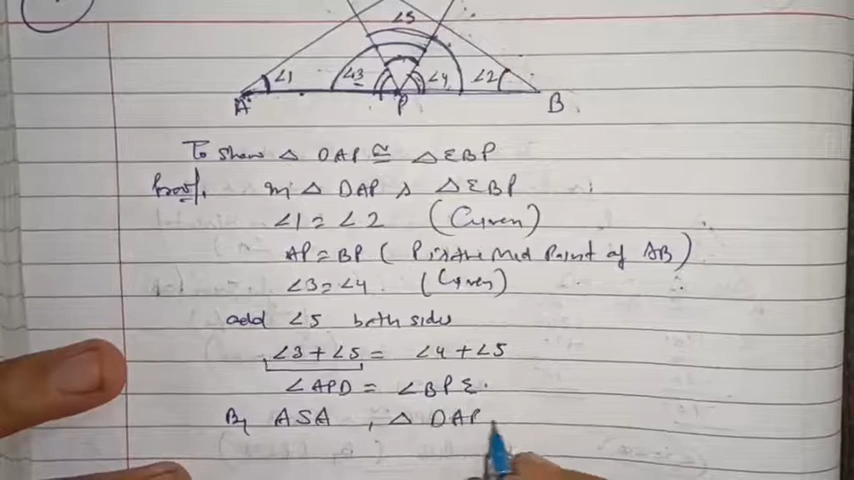 ∠5
∠1 ∠3 ∠4 ∠2
A P B
To show △ DAP ≅ △ EBP
Proof. In △ DAP & △ EBP
∠1 = ∠2 (Given)
AP = BP ( P is the Mid Point of AB )
∠3 = ∠4 (Given)
add ∠5 both sides
∠3 + ∠5 = ∠4 + ∠5
∠APD = ∠BPE.
By ASA , △ DAP